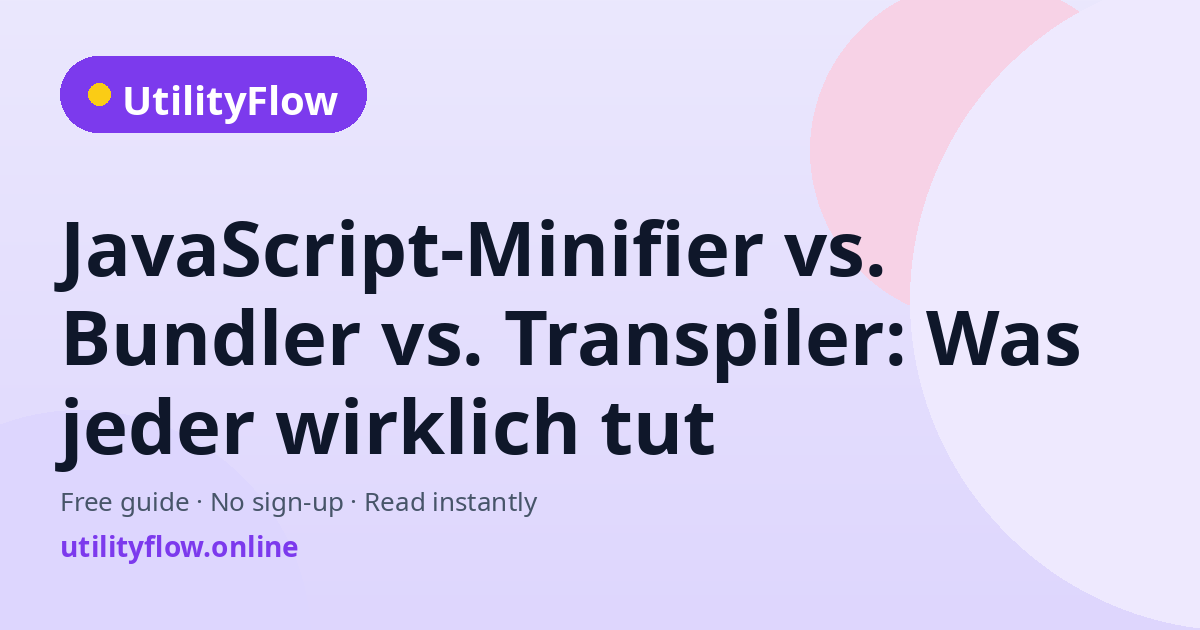 UtilityFlow
JavaScript-Minifier vs.
Bundler vs. Transpiler: Was
jeder wirklich tut
Free guide · No sign-up · Read instantly
utilityflow.online